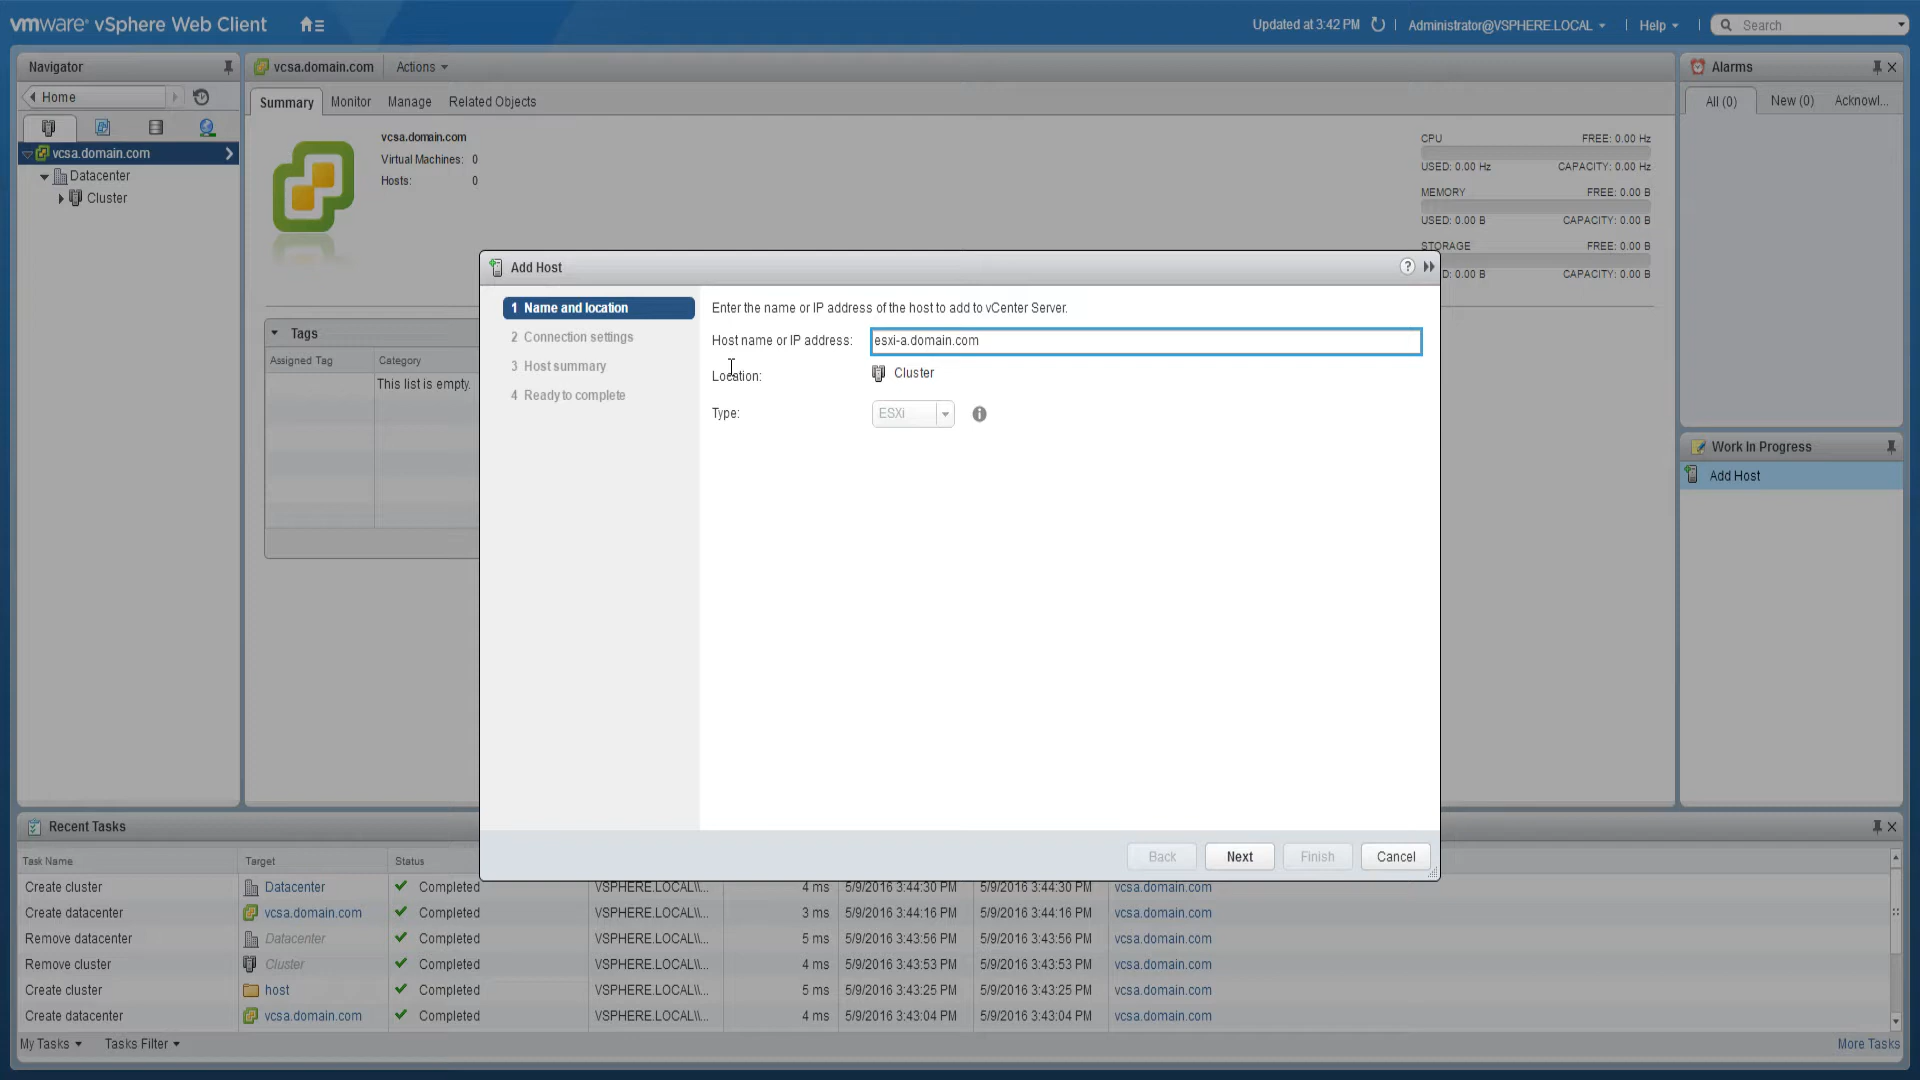 vmware® vSphere Web Client
Updated at 3:42 PM
Administrator@VSPHERE.LOCAL
Help
Search
Navigator
Home
vcsa.domain.com
Datacenter
Cluster
vcsa.domain.com
Actions
Summary
Monitor
Manage
Related Objects
vcsa.domain.com
Virtual Machines: 0
Hosts: 0
CPU FREE: 0.00 Hz
USED: 0.00 Hz CAPACITY: 0.00 Hz
MEMORY FREE: 0.00 B
USED: 0.00 B CAPACITY: 0.00 B
STORAGE FREE: 0.00 B
D: 0.00 B CAPACITY: 0.00 B
Tags
Assigned Tag Category
This list is empty.
Alarms
All (0) New (0) Acknowl...
Work In Progress
Add Host
Add Host
1 Name and location
2 Connection settings
3 Host summary
4 Ready to complete
Enter the name or IP address of the host to add to vCenter Server.
Host name or IP address: esxi-a.domain.com
Location: Cluster
Type: ESXi
Back Next Finish Cancel
Recent Tasks
Task Name Target Status
Create cluster Datacenter Completed VSPHERE.LOCAL\\... 4 ms 5/9/2016 3:44:30 PM 5/9/2016 3:44:30 PM vcsa.domain.com
Create datacenter vcsa.domain.com Completed VSPHERE.LOCAL\\... 3 ms 5/9/2016 3:44:16 PM 5/9/2016 3:44:16 PM vcsa.domain.com
Remove datacenter Datacenter Completed VSPHERE.LOCAL\\... 5 ms 5/9/2016 3:43:56 PM 5/9/2016 3:43:56 PM vcsa.domain.com
Remove cluster Cluster Completed VSPHERE.LOCAL\\... 4 ms 5/9/2016 3:43:53 PM 5/9/2016 3:43:53 PM vcsa.domain.com
Create cluster host Completed VSPHERE.LOCAL\\... 5 ms 5/9/2016 3:43:25 PM 5/9/2016 3:43:25 PM vcsa.domain.com
Create datacenter vcsa.domain.com Completed VSPHERE.LOCAL\\... 4 ms 5/9/2016 3:43:04 PM 5/9/2016 3:43:04 PM vcsa.domain.com
My Tasks Tasks Filter More Tasks